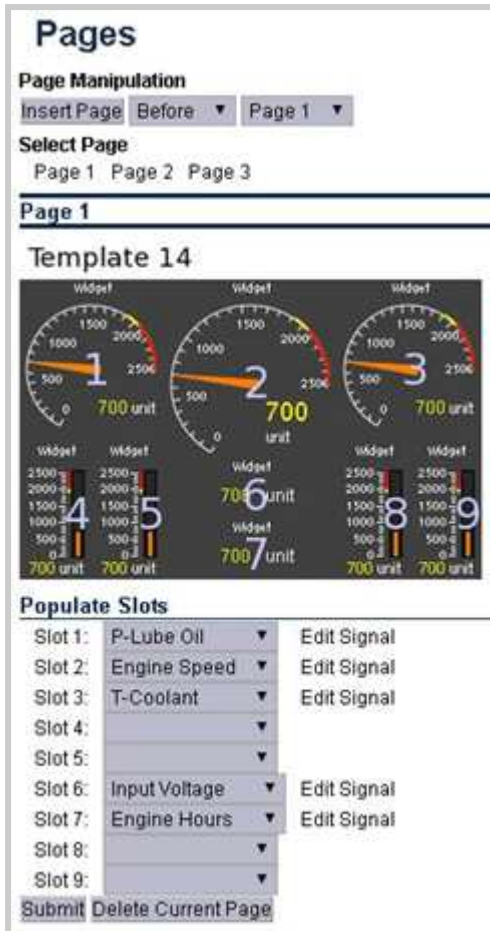 Pages
Page Manipulation
Insert Page Before Page 1
Select Page
Page 1 Page 2 Page 3
Page 1
Template 14
Widget Widget Widget
1500 1500 1500
1000 2000 1000 2000 1000 2000
500 1 2500 500 2 2500 500 3 2500
0 700 unit 0 700 0 700 unit
unit
Widget Widget Widget Widget Widget
2500 2500 2500 2500
2000 2000 700 6 unit 2000 2000
1500 4 1500 5 1500 8 1500 9
1000 1000 Widget 1000 1000
500 500 700 7 unit 500 500
0 0 0 0
700 unit 700 unit 700 unit 700 unit
Populate Slots
Slot 1: P-Lube Oil Edit Signal
Slot 2: Engine Speed Edit Signal
Slot 3: T-Coolant Edit Signal
Slot 4:
Slot 5:
Slot 6: Input Voltage Edit Signal
Slot 7: Engine Hours Edit Signal
Slot 8:
Slot 9:
Submit Delete Current Page